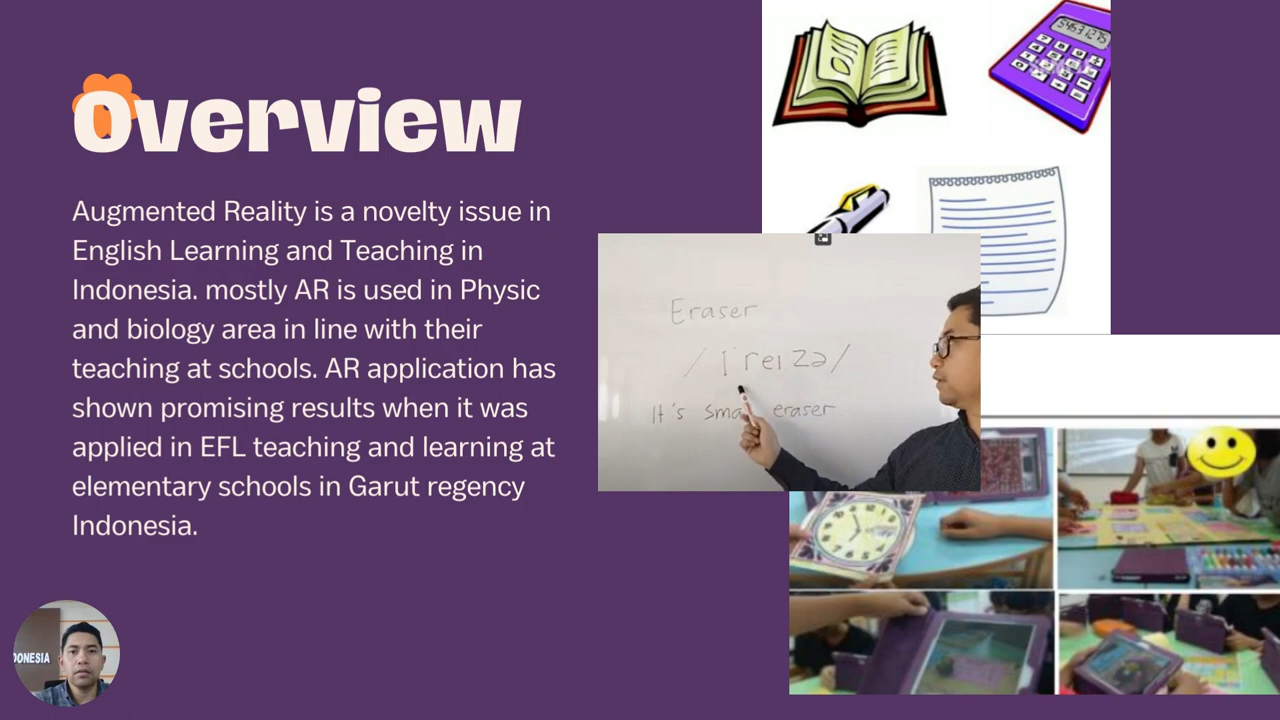 Overview
Augmented Reality is a novelty issue in
English Learning and Teaching in
Indonesia. mostly AR is used in Physic
and biology area in line with their
teaching at schools. AR application has
shown promising results when it was
applied in EFL teaching and learning at
elementary schools in Garut regency
Indonesia.
Eraser
/ɪˈreɪzə/
It's sma eraser.
DONESIA